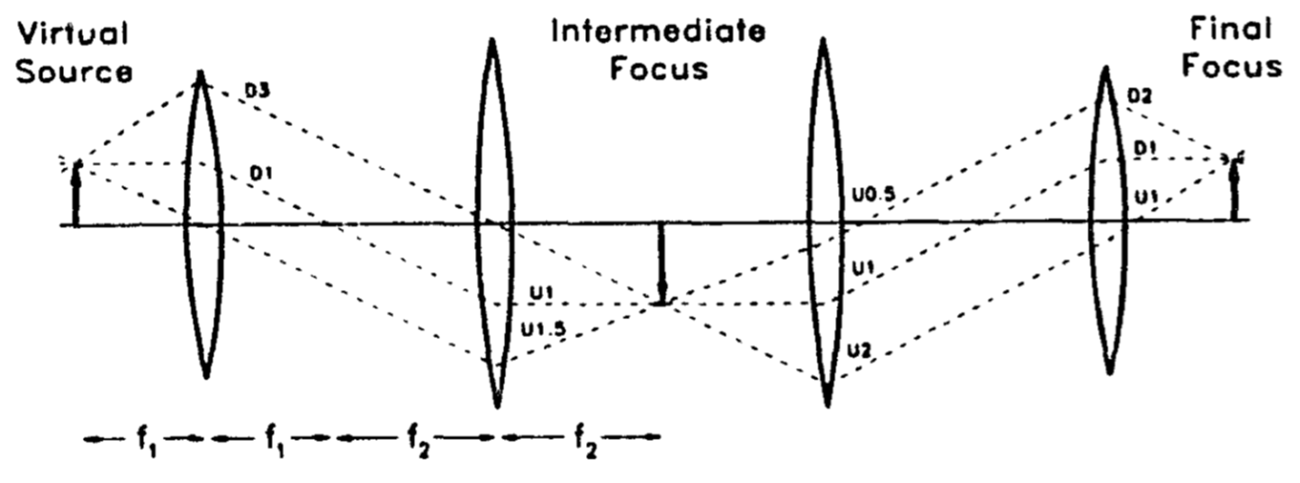 Virtual
Source
Intermediate
Focus
Final
Focus
D3
D1
U1
U1.5
U0.5
U1
U2
D2
D1
U1
f1
f1
f2
f2